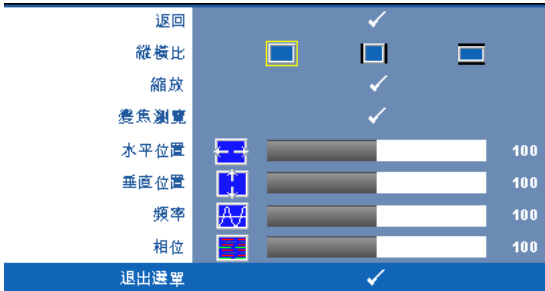 返回
縱橫比
縮放
變焦瀏覽
水平位置 100
垂直位置 100
頻率 100
相位 100
退出選單